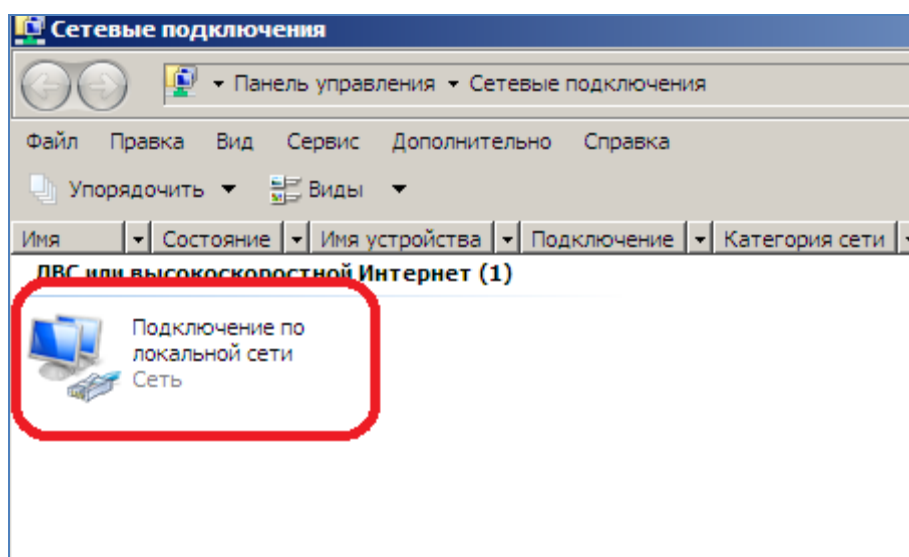 Сетевые подключения
Панель управления Сетевые подключения
Файл Правка Вид Сервис Дополнительно Справка
Упорядочить Виды
Имя Состояние Имя устройства Подключение Категория сети
ЛВС или высокоскоростной Интернет (1)
Подключение по
локальной сети
Сеть